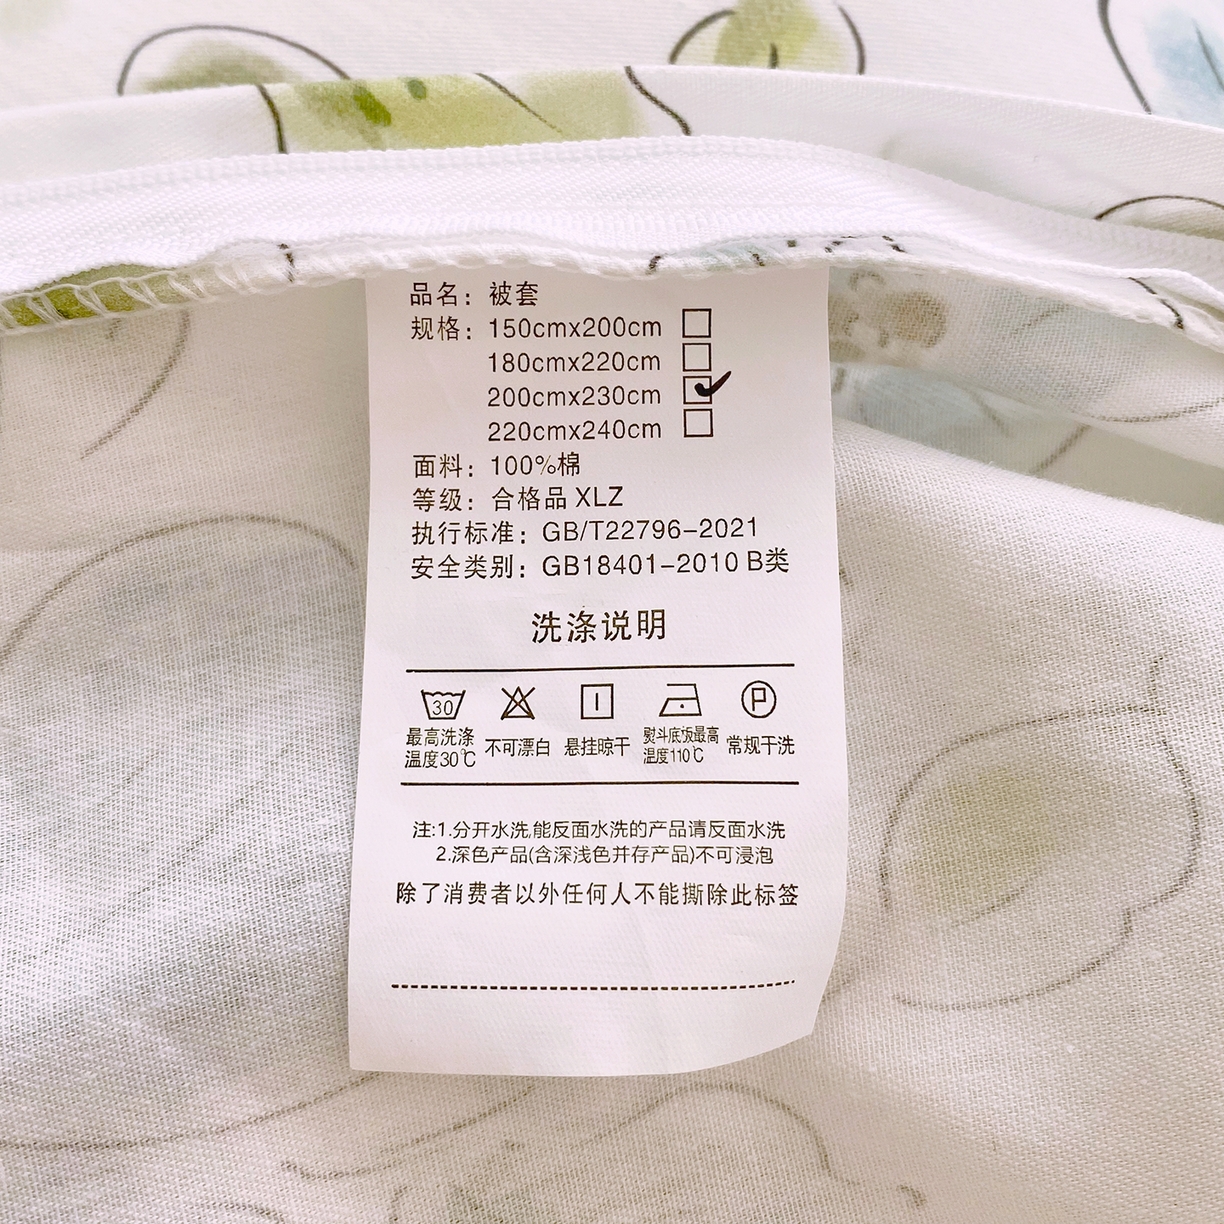 品名：被套
规格：150cmx200cm
180cmx220cm
200cmx230cm
220cmx240cm
面料：100%棉
等级：合格品 XLZ
执行标准：GB/T22796-2021
安全类别：GB18401-2010 B类
洗涤说明
30 P
最高洗涤温度30℃ 不可漂白 悬挂晾干 熨斗底饭最高温度110℃ 常规干洗
注:1.分开水洗,能反面水洗的产品请反面水洗
2.深色产品(含深浅色并存产品)不可浸泡
除了消费者以外任何人不能撕除此标签